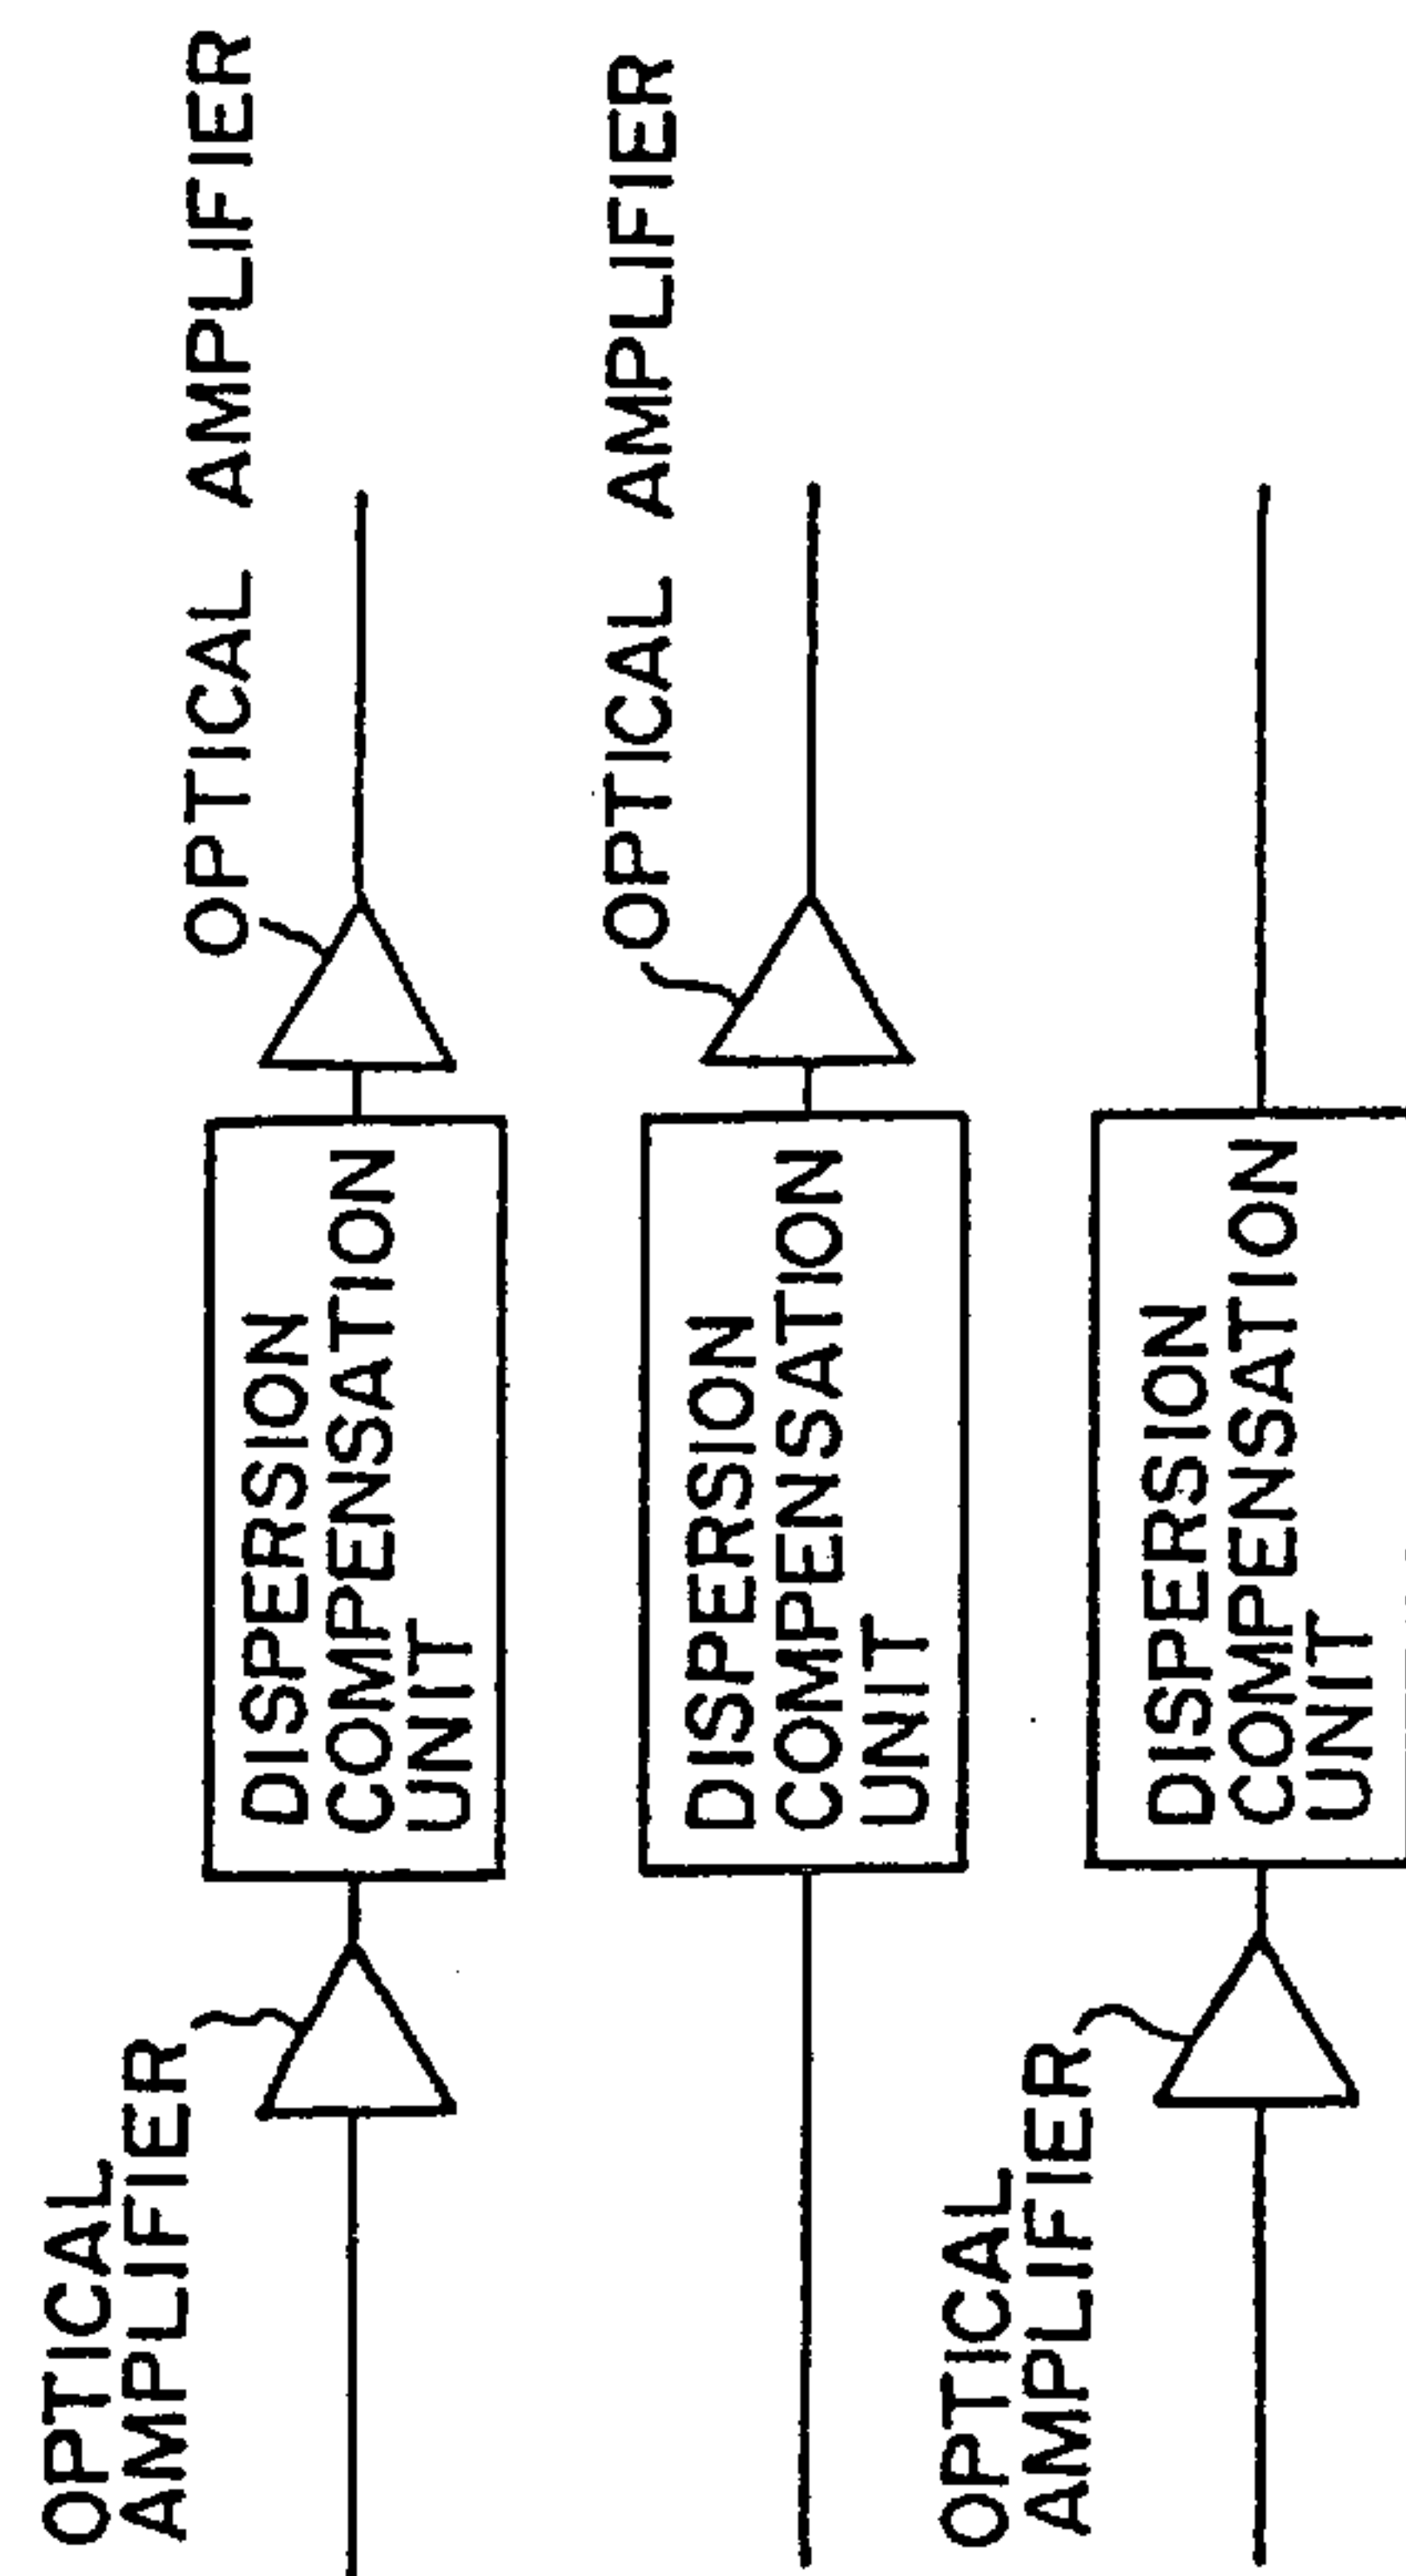 OPTICAL
AMPLIFIER
DISPERSION
COMPENSATION
UNIT
OPTICAL AMPLIFIER
DISPERSION
COMPENSATION
UNIT
OPTICAL AMPLIFIER
OPTICAL
AMPLIFIER
DISPERSION
COMPENSATION
UNIT